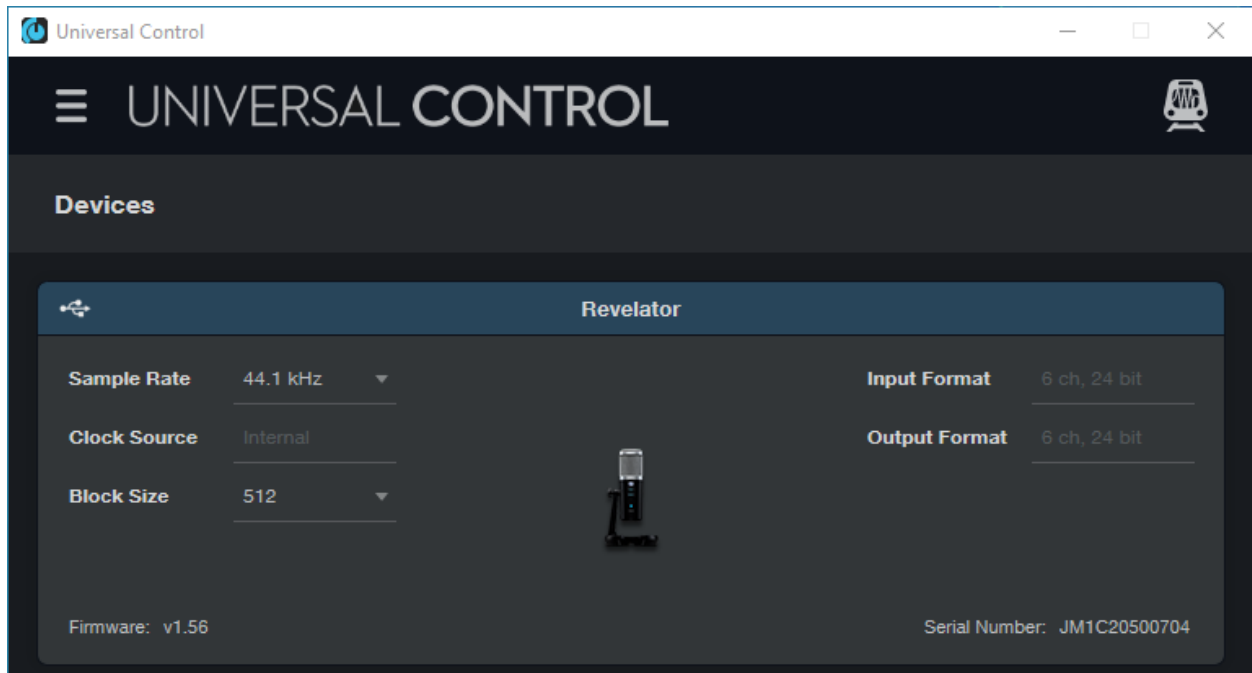 Universal Control
UNIVERSAL CONTROL
Devices
Revelator
Sample Rate 44.1 kHz
Input Format 6 ch, 24 bit
Clock Source Internal
Output Format 6 ch, 24 bit
Block Size 512
Firmware: v1.56
Serial Number: JM1C20500704